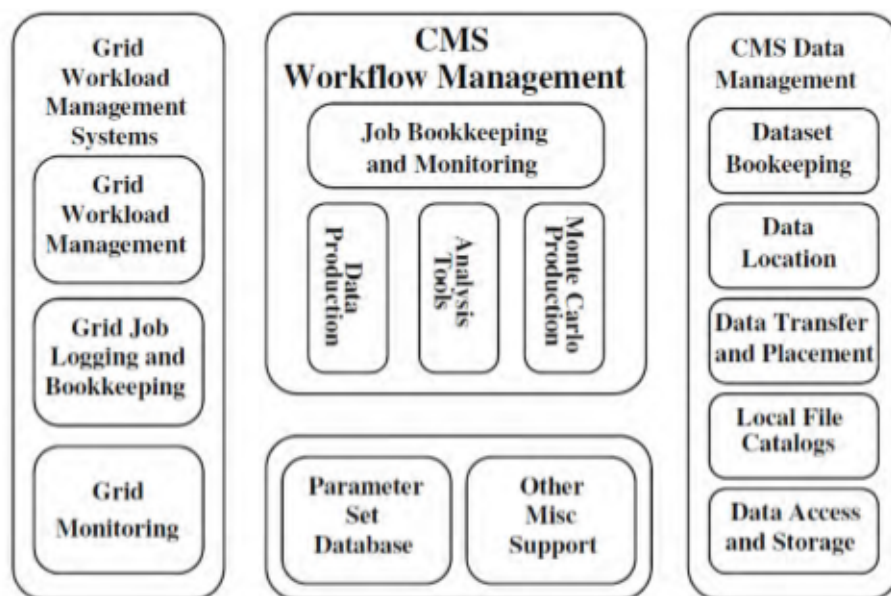 Grid
Workload
Management
Systems
Grid
Workload
Management
Grid Job
Logging and
Bookkeeping
Grid
Monitoring
CMS
Workflow Management
Job Bookkeeping
and Monitoring
Data
Production
Analysis
Tools
Monte Carlo
Production
Parameter
Set
Database
Other
Misc
Support
CMS Data
Management
Dataset
Bookeeping
Data
Location
Data Transfer
and Placement
Local File
Catalogs
Data Access
and Storage